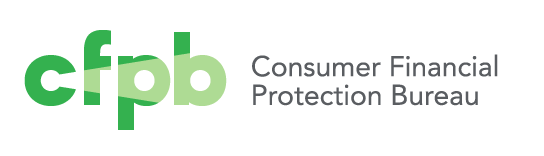 cfpb
Consumer Financial
Protection Bureau